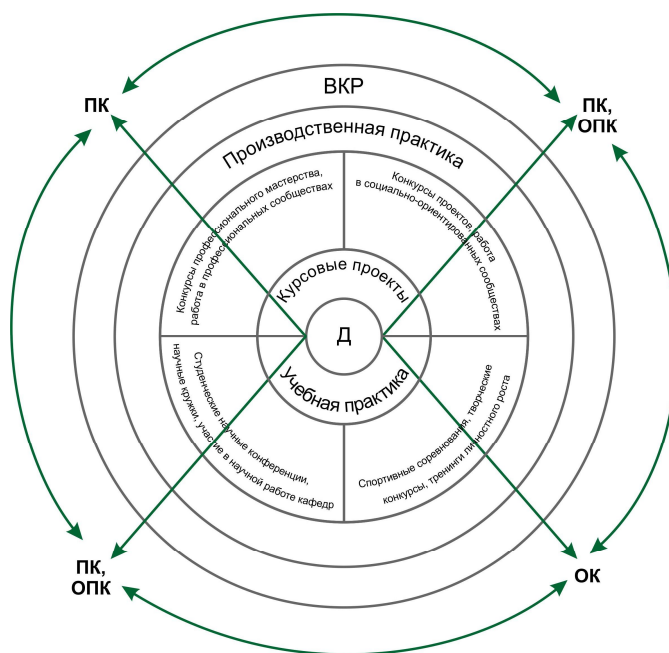 ВКР
ПК
ПК,
ОПК
Производственная практика
Конкурсы профессионального мастерства,
работа в профессиональных сообществах
Конкурсы проектов, работа
в социально-ориентированных сообществах
Курсовые проекты
Д
Учебная практика
Студенческие научные конференции,
научные кружки, участие в научной работе кафедр
Спортивные соревнования, творческие
конкурсы, тренинги личностного роста
ПК,
ОПК
ОК